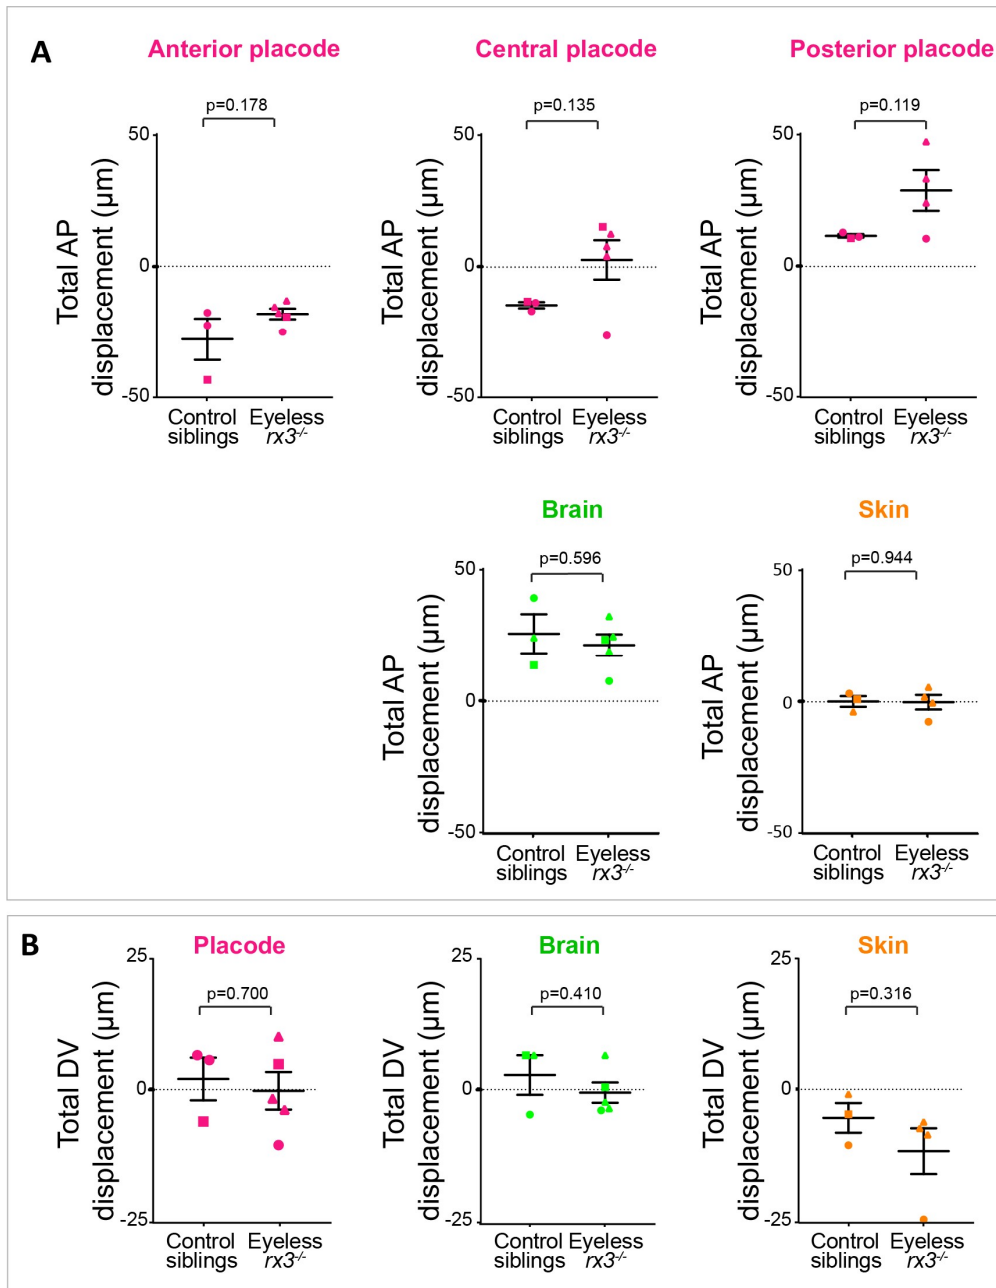 A
Anterior placode
Central placode
Posterior placode
p=0.178
p=0.135
p=0.119
Total AP
displacement (μm)
50
0
-50
Control
siblings
Eyeless
rx3-/-
Total AP
displacement (μm)
50
0
-50
Control
siblings
Eyeless
rx3-/-
Total AP
displacement (μm)
50
0
-50
Control
siblings
Eyeless
rx3-/-
Brain
Skin
p=0.596
p=0.944
Total AP
displacement (μm)
50
0
-50
Control
siblings
Eyeless
rx3-/-
Total AP
displacement (μm)
50
0
-50
Control
siblings
Eyeless
rx3-/-
B
Placode
Brain
Skin
p=0.700
p=0.410
p=0.316
Total DV
displacement (μm)
25
0
-25
Control
siblings
Eyeless
rx3-/-
Total DV
displacement (μm)
25
0
-25
Control
siblings
Eyeless
rx3-/-
Total DV
displacement (μm)
25
0
-25
Control
siblings
Eyeless
rx3-/-